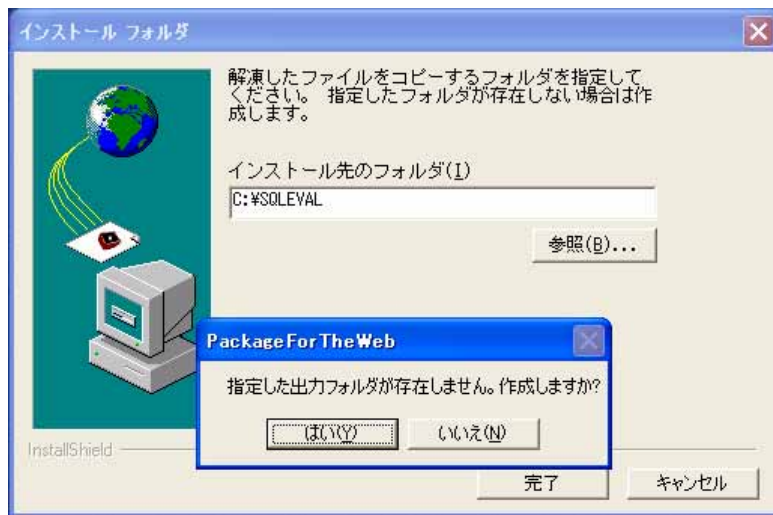 インストール フォルダ
解凍したファイルをコピーするフォルダを指定して
ください。 指定したフォルダが存在しない場合は作
成します。
インストール先のフォルダ(I)
C:¥SQLEVAL
参照(B)...
PackageForTheWeb
指定した出力フォルダが存在しません。作成しますか?
はい(Y)
いいえ(N)
InstallShield
完了
キャンセル